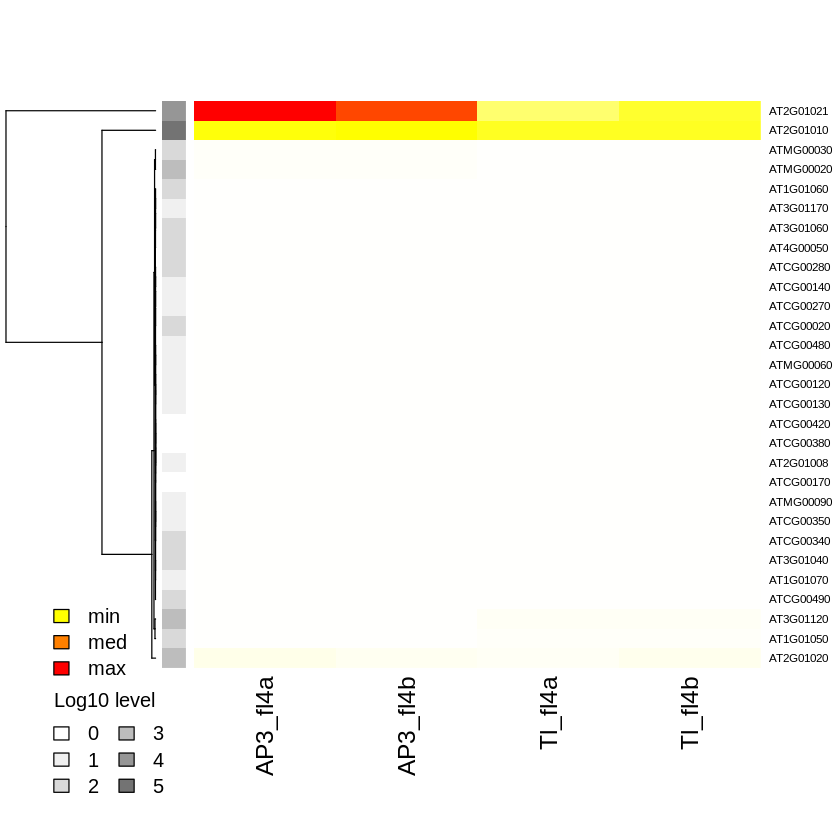 AT2G01021
AT2G01010
ATMG00030
ATMG00020
AT1G01060
AT3G01170
AT3G01060
AT4G00050
ATCG00280
ATCG00140
ATCG00270
ATCG00020
ATCG00480
ATMG00060
ATCG00120
ATCG00130
ATCG00420
ATCG00380
AT2G01008
ATCG00170
ATMG00090
ATCG00350
ATCG00340
AT3G01040
AT1G01070
ATCG00490
AT3G01120
AT1G01050
AT2G01020
min
med
max
Log10 level
0 3
1 4
2 5
AP3_fl4a
AP3_fl4b
Tl_fl4a
Tl_fl4b